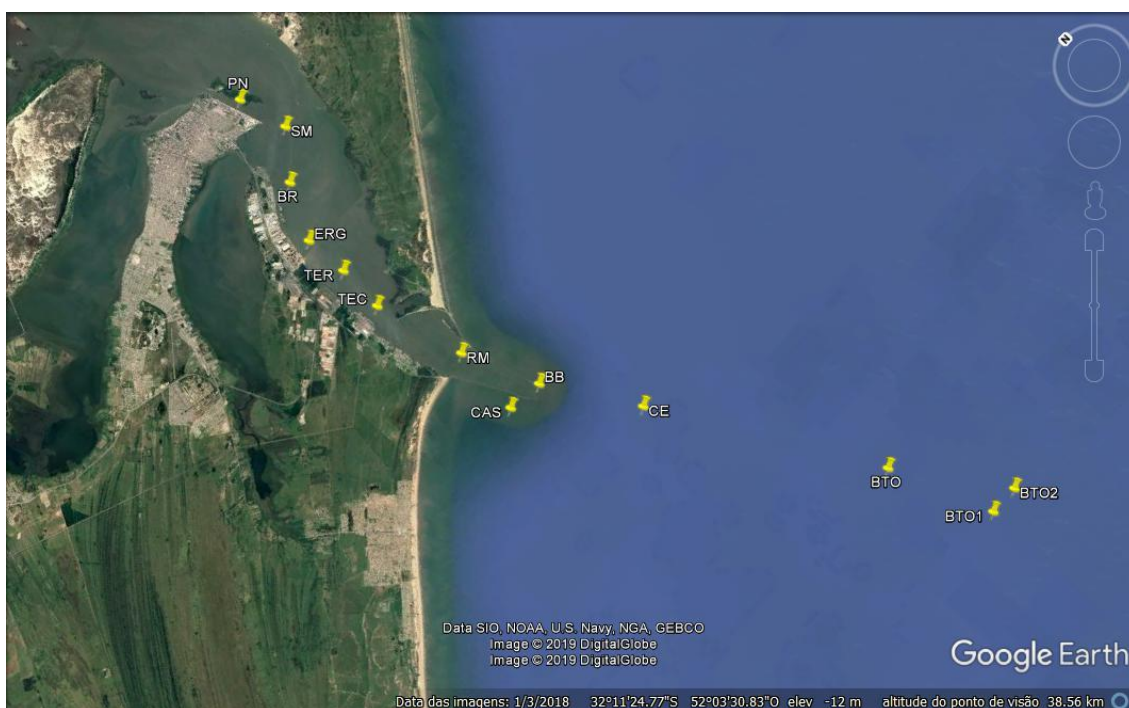 N
PN
SM
BR
ERG
TER
TEC
RM
BB
CAS
CE
BTO
BTO2
BTO1
Data SIO, NOAA, U.S. Navy, NGA, GEBCO
Image © 2019 DigitalGlobe
Image © 2019 DigitalGlobe
Google Earth
Data das imagens: 1/3/2018 32°11'24.77"S 52°03'30.83"O elev -12 m altitude do ponto de visão 38.56 km